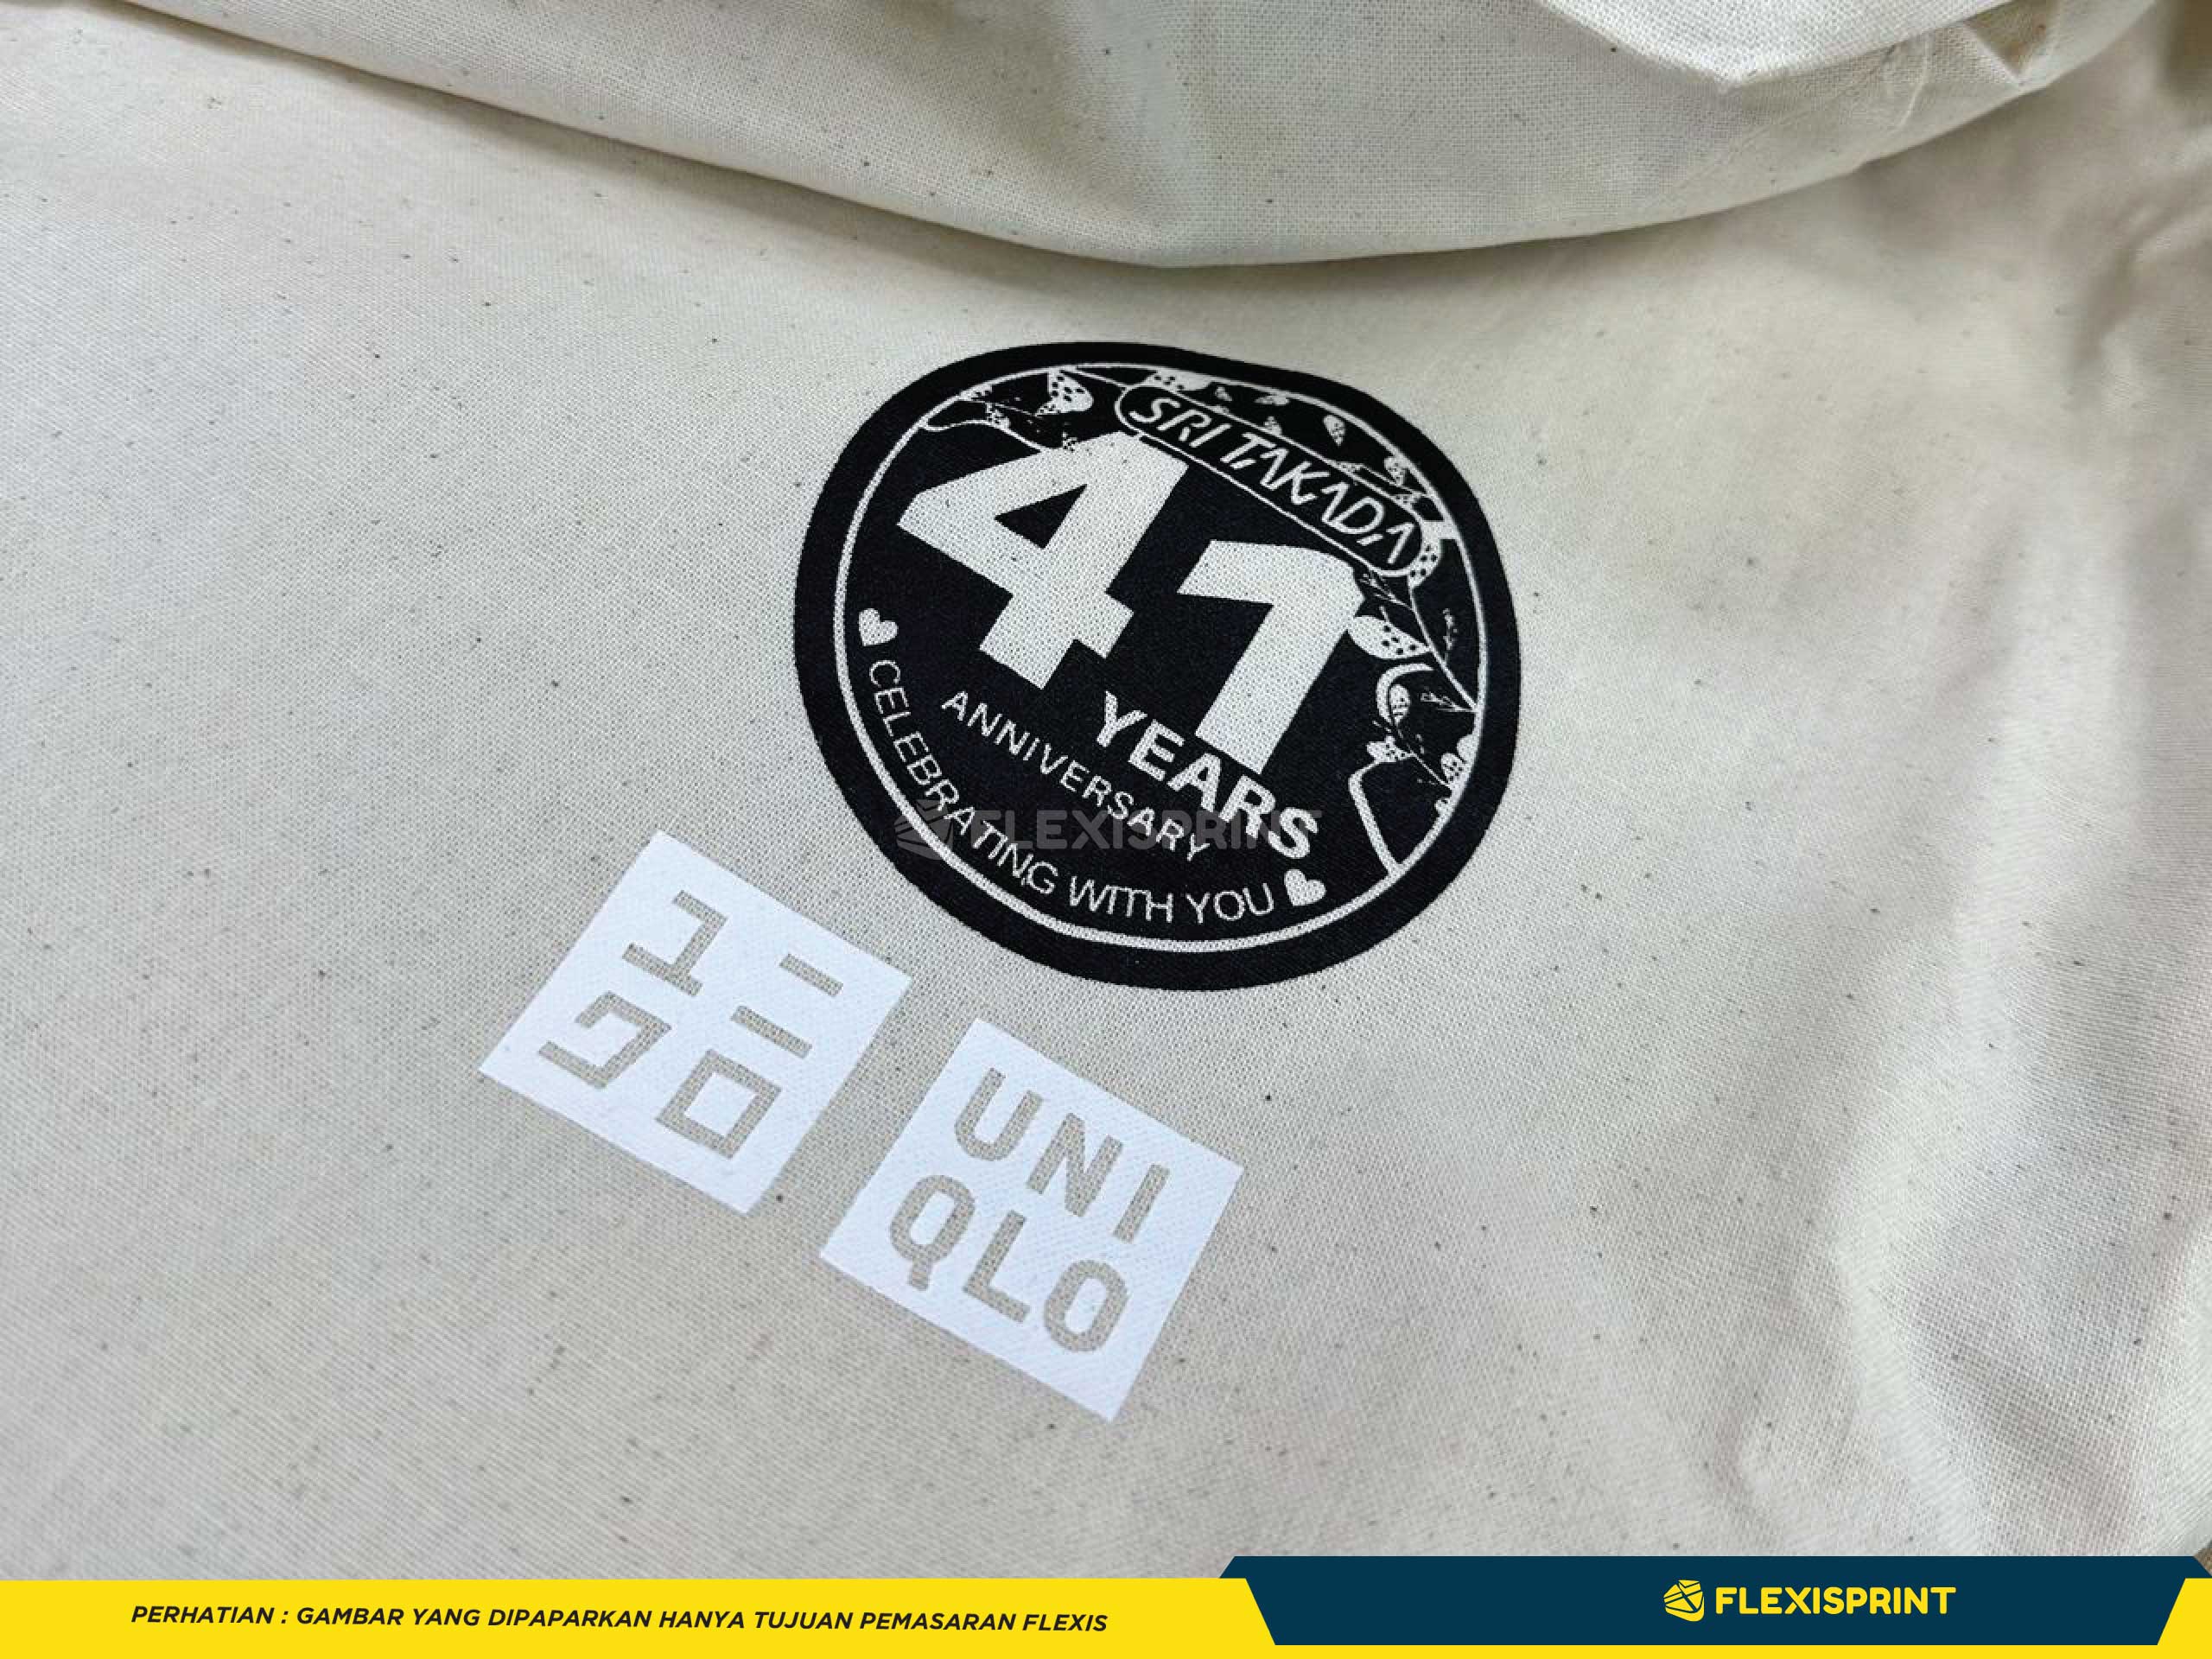 SRI TAKADA
41
YEARS
ANNIVERSARY
CELEBRATING WITH YOU
FLEXISPRINT
ユニ
クロ
UNI
QLO
PERHATIAN : GAMBAR YANG DIPAPARKAN HANYA TUJUAN PEMASARAN FLEXIS
FLEXISPRINT